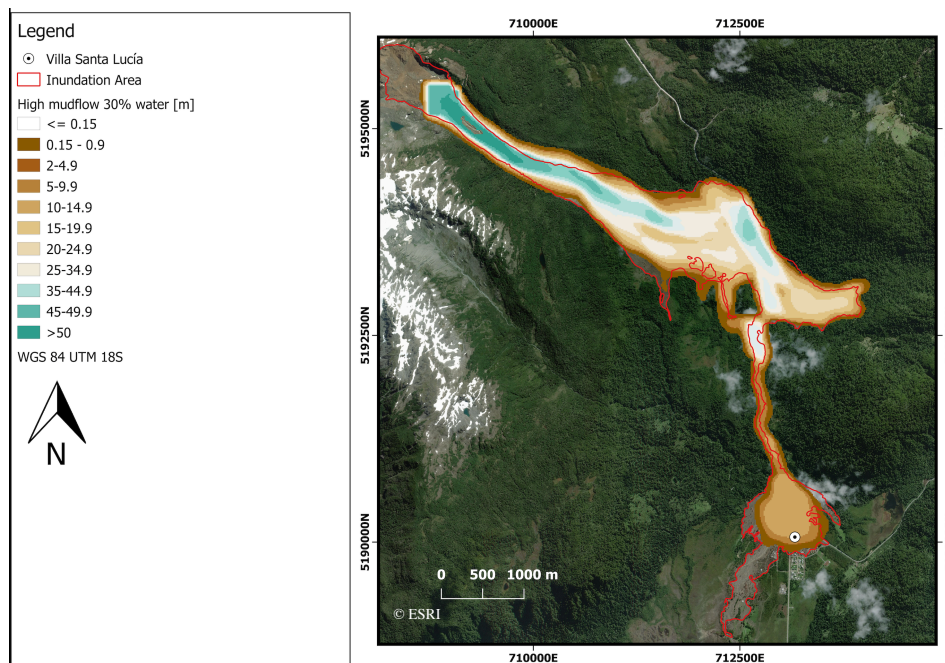 Legend
Villa Santa Lucía
Inundation Area
High mudflow 30% water [m]
<= 0.15
0.15 - 0.9
2-4.9
5-9.9
10-14.9
15-19.9
20-24.9
25-34.9
35-44.9
45-49.9
>50
WGS 84 UTM 18S
N
710000E 712500E
5195000N
5192500N
5190000N
0 500 1000 m
© ESRI
710000E 712500E